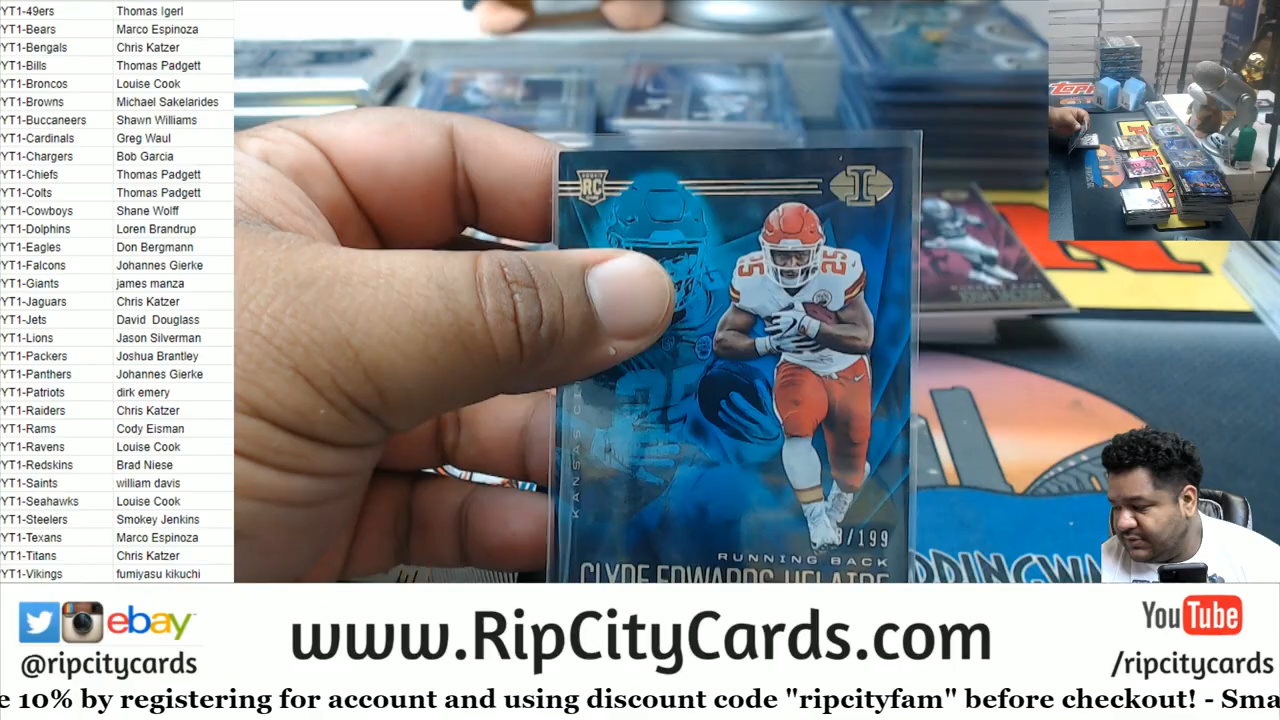 YT1-49ers Thomas Igerl
YT1-Bears Marco Espinoza
YT1-Bengals Chris Katzer
YT1-Bills Thomas Padgett
YT1-Broncos Louise Cook
YT1-Browns Michael Sakelarides
YT1-Buccaneers Shawn Williams
YT1-Cardinals Greg Waul
YT1-Chargers Bob Garcia
YT1-Chiefs Thomas Padgett
YT1-Colts Thomas Padgett
YT1-Cowboys Shane Wolff
YT1-Dolphins Loren Brandrup
YT1-Eagles Don Bergmann
YT1-Falcons Johannes Gierke
YT1-Giants james manza
YT1-Jaguars Chris Katzer
YT1-Jets David Douglass
YT1-Lions Jason Silverman
YT1-Packers Joshua Brantley
YT1-Panthers Johannes Gierke
YT1-Patriots dirk emery
YT1-Raiders Chris Katzer
YT1-Rams Cody Eisman
YT1-Ravens Louise Cook
YT1-Redskins Brad Niese
YT1-Saints william davis
YT1-Seahawks Louise Cook
YT1-Steelers Smokey Jenkins
YT1-Texans Marco Espinoza
YT1-Titans Chris Katzer
YT1-Vikings fumiyasu kikuchi
RC
I
25 25
/199
RUNNING BACK
CLYDE EDWARDS-HELAIRE
ebay
@ripcitycards
www.RipCityCards.com
YouTube
/ripcitycards
e 10% by registering for account and using discount code "ripcityfam" before checkout! - Sma